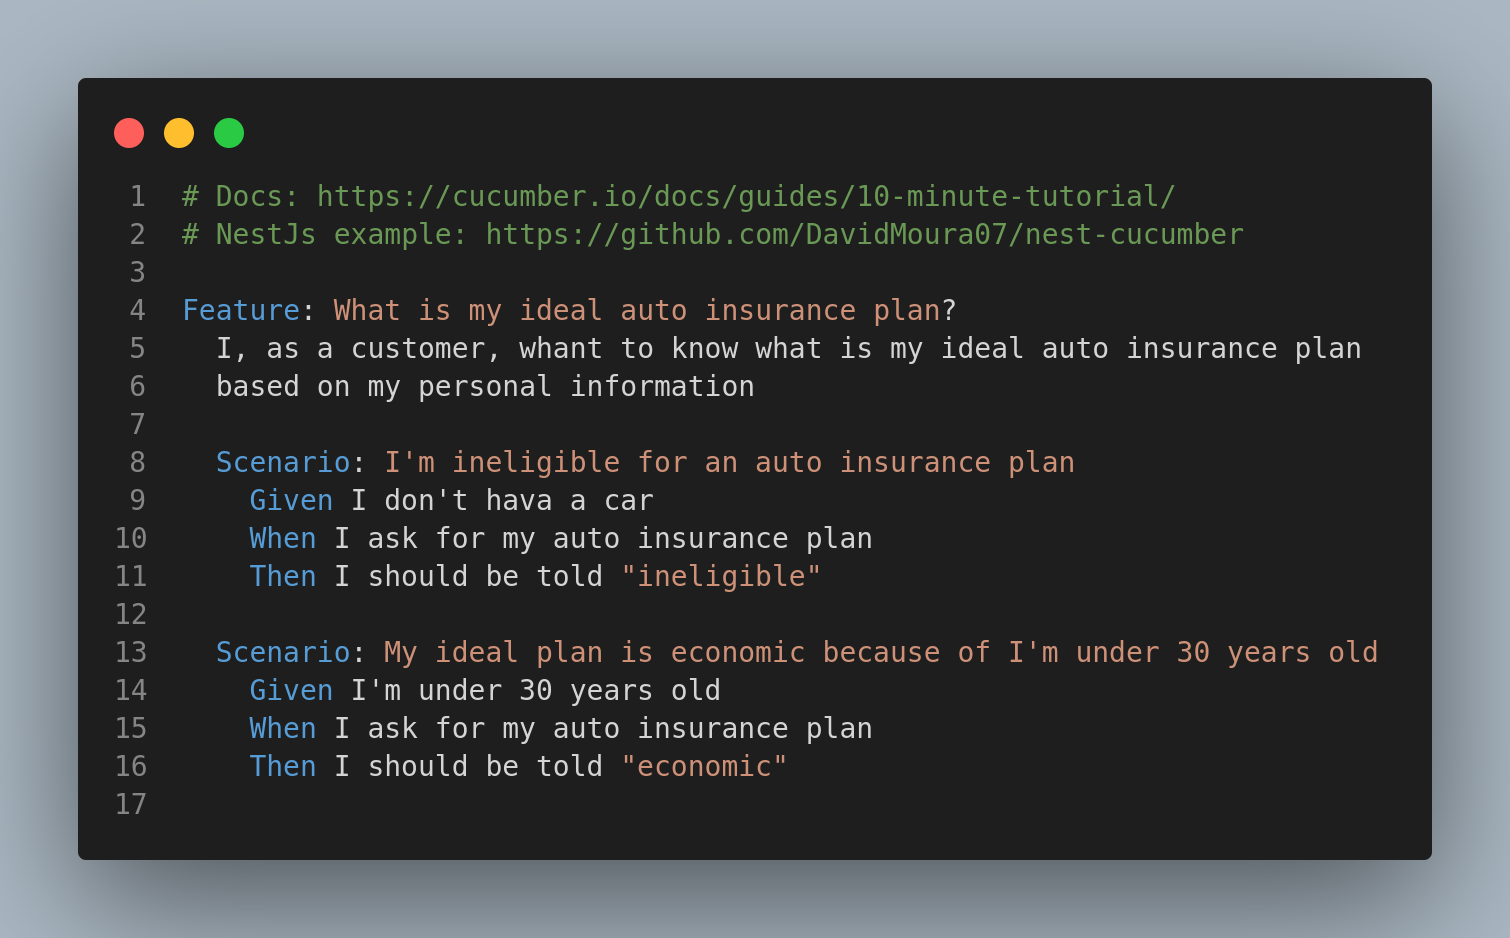 1 # Docs: https://cucumber.io/docs/guides/10-minute-tutorial/
2 # NestJs example: https://github.com/DavidMoura07/nest-cucumber
3
4 Feature: What is my ideal auto insurance plan?
5 I, as a customer, whant to know what is my ideal auto insurance plan
6 based on my personal information
7
8 Scenario: I'm ineligible for an auto insurance plan
9 Given I don't hava a car
10 When I ask for my auto insurance plan
11 Then I should be told "ineligible"
12
13 Scenario: My ideal plan is economic because of I'm under 30 years old
14 Given I'm under 30 years old
15 When I ask for my auto insurance plan
16 Then I should be told "economic"
17